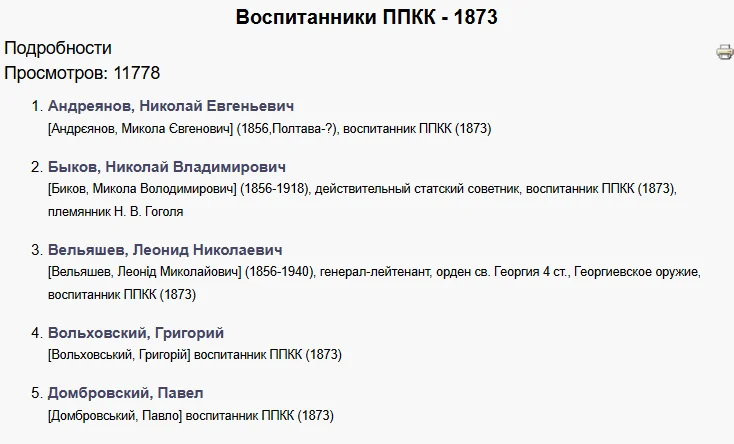 Воспитанники ППКК - 1873
Подробности
Просмотров: 11778
1. Андреянов, Николай Евгеньевич
[Андрєянов, Микола Євгенович] (1856,Полтава-?), воспитанник ППКК (1873)
2. Быков, Николай Владимирович
[Биков, Микола Володимирович] (1856-1918), действительный статский советник, воспитанник ППКК (1873),
племянник Н. В. Гоголя
3. Вельяшев, Леонид Николаевич
[Вельяшев, Леонід Миколайович] (1856-1940), генерал-лейтенант, орден св. Георгия 4 ст., Георгиевское оружие,
воспитанник ППКК (1873)
4. Вольховский, Григорий
[Вольховський, Григорій] воспитанник ППКК (1873)
5. Домбровский, Павел
[Домбровський, Павло] воспитанник ППКК (1873)